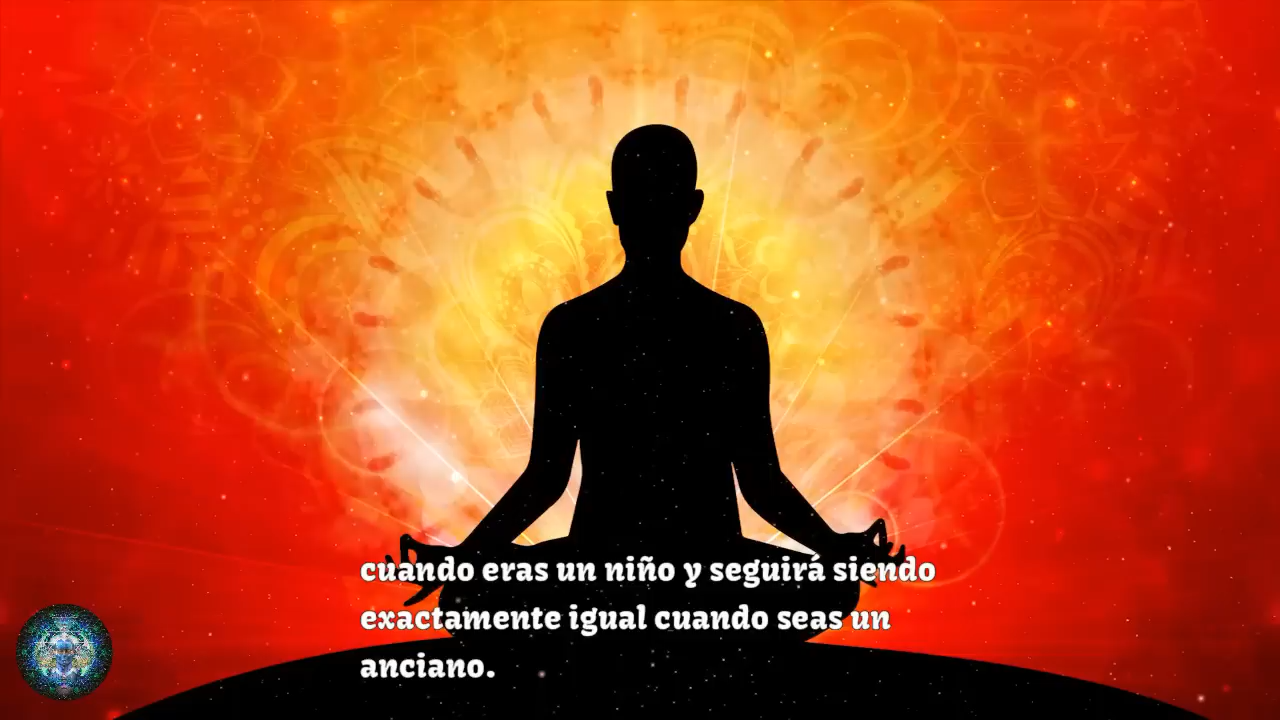 cuando eras un niño y seguirá siendo
exactamente igual cuando seas un
anciano.